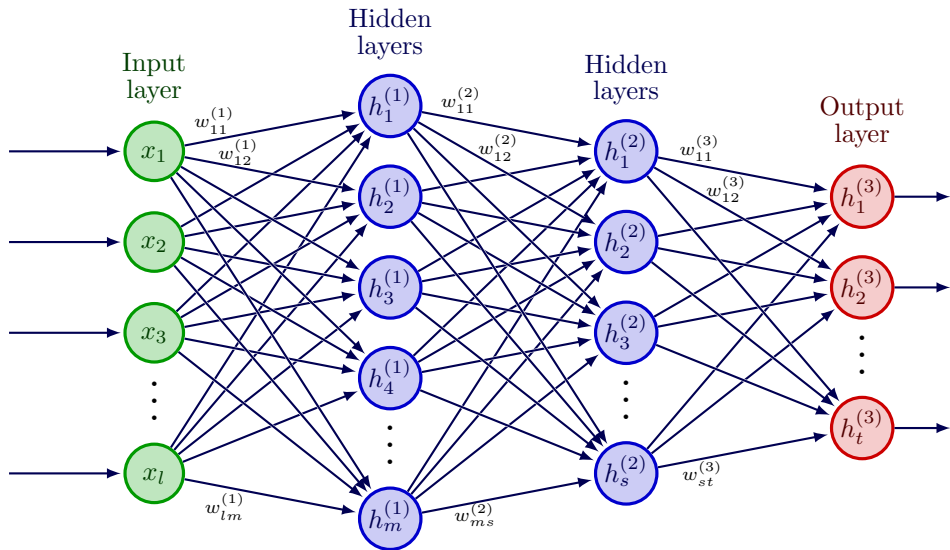 Hidden
layers
Input
layer
Hidden
layers
Output
layer
w_{11}^{(1)}
w_{12}^{(1)}
w_{lm}^{(1)}
w_{11}^{(2)}
w_{12}^{(2)}
w_{ms}^{(2)}
w_{11}^{(3)}
w_{12}^{(3)}
w_{st}^{(3)}
x_1
x_2
x_3
⋮
x_l
h_1^{(1)}
h_2^{(1)}
h_3^{(1)}
h_4^{(1)}
⋮
h_m^{(1)}
h_1^{(2)}
h_2^{(2)}
h_3^{(2)}
⋮
h_s^{(2)}
h_1^{(3)}
h_2^{(3)}
⋮
h_t^{(3)}